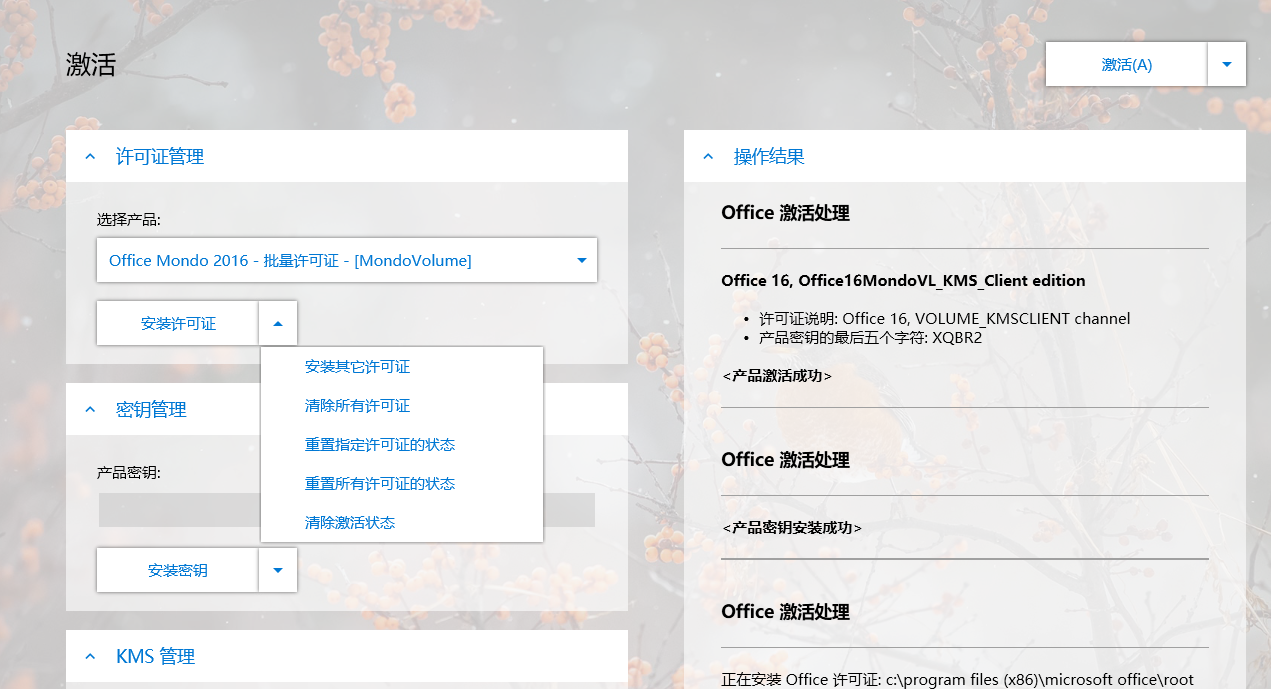 激活
激活(A)
许可证管理
选择产品:
Office Mondo 2016 - 批量许可证 - [MondoVolume]
安装许可证
安装其它许可证
清除所有许可证
重置指定许可证的状态
重置所有许可证的状态
清除激活状态
密钥管理
产品密钥:
安装密钥
KMS 管理
操作结果
Office 激活处理
Office 16, Office16MondoVL_KMS_Client edition
• 许可证说明: Office 16, VOLUME_KMSCLIENT channel
• 产品密钥的最后五个字符: XQBR2
<产品激活成功>
Office 激活处理
<产品密钥安装成功>
Office 激活处理
正在安装 Office 许可证: c:\program files (x86)\microsoft office\root